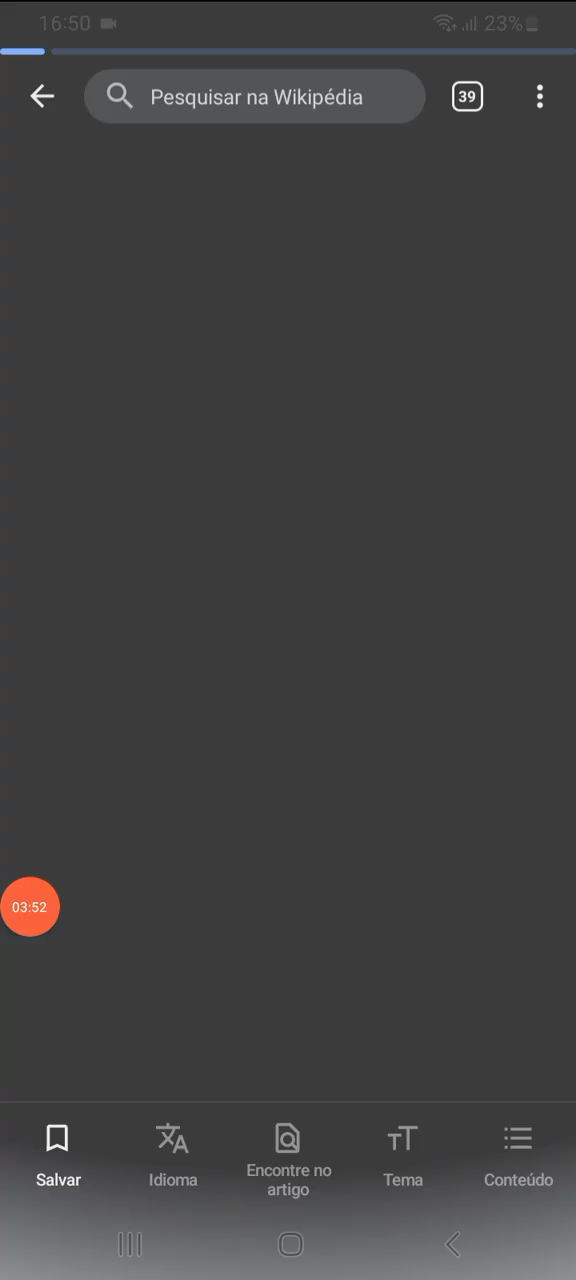 16:50 23%
Pesquisar na Wikipédia 39
03:52
Salvar Idioma Encontre no artigo Tema Conteúdo